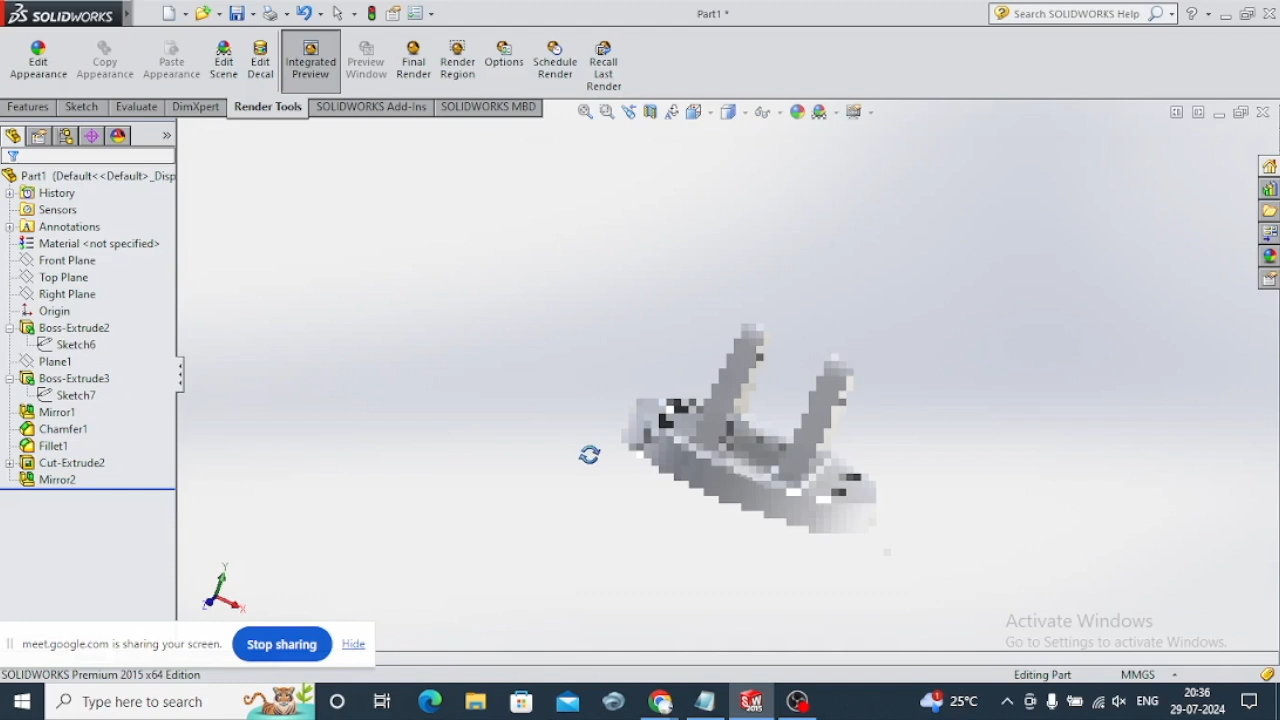 SOLIDWORKS
Part1 *
Search SOLIDWORKS Help
Edit Appearance
Copy Appearance
Paste Appearance
Edit Scene
Edit Decal
Integrated Preview
Preview Window
Final Render
Render Region
Options
Schedule Render
Recall Last Render
Features
Sketch
Evaluate
DimXpert
Render Tools
SOLIDWORKS Add-Ins
SOLIDWORKS MBD
Part1 (Default<<Default>_Disp
History
Sensors
Annotations
Material <not specified>
Front Plane
Top Plane
Right Plane
Origin
Boss-Extrude2
Sketch6
Plane1
Boss-Extrude3
Sketch7
Mirror1
Chamfer1
Fillet1
Cut-Extrude2
Mirror2
Y
Z
X
Activate Windows
Go to Settings to activate Windows.
meet.google.com is sharing your screen.
Stop sharing
Hide
SOLIDWORKS Premium 2015 x64 Edition
Editing Part
MMGS
Type here to search
SW
2015
25°C
ENG
20:36
29-07-2024